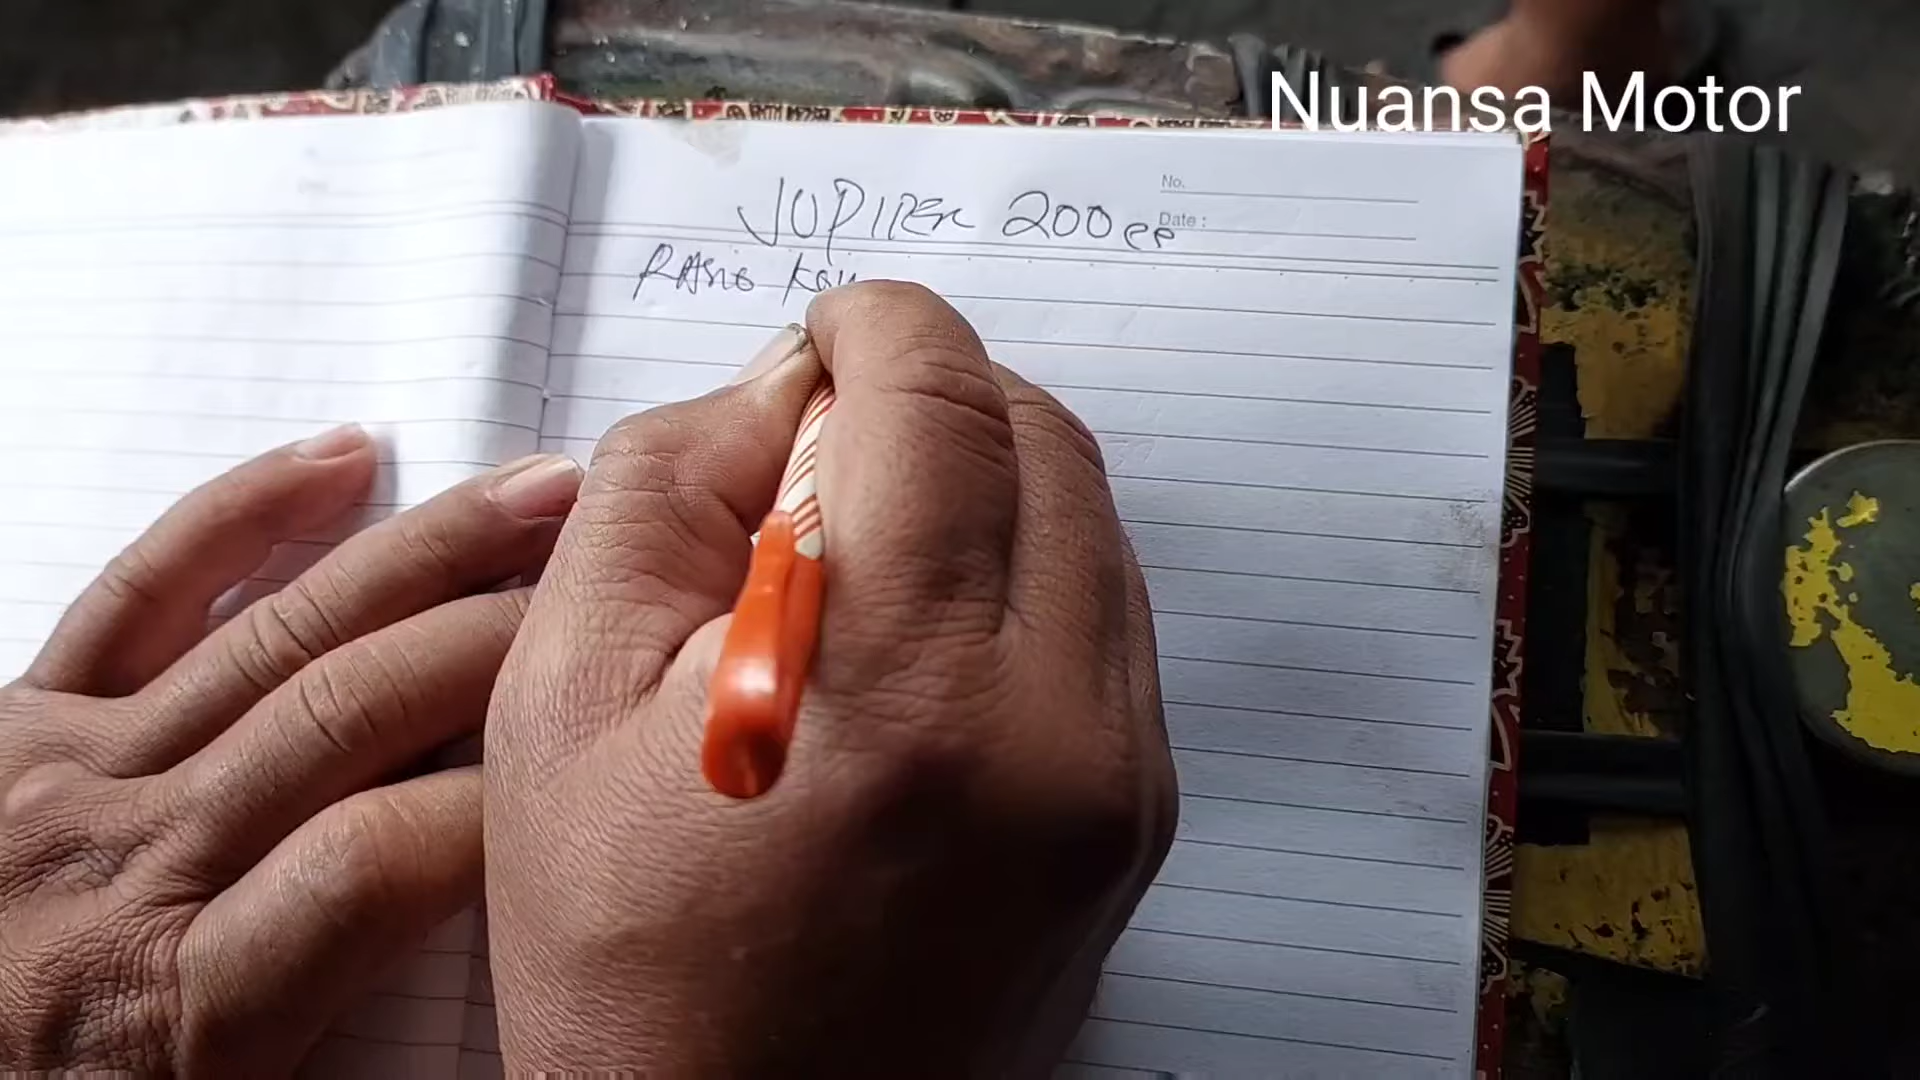 Nuansa Motor
No.
JUPITER 200cc
Date :
RASIO